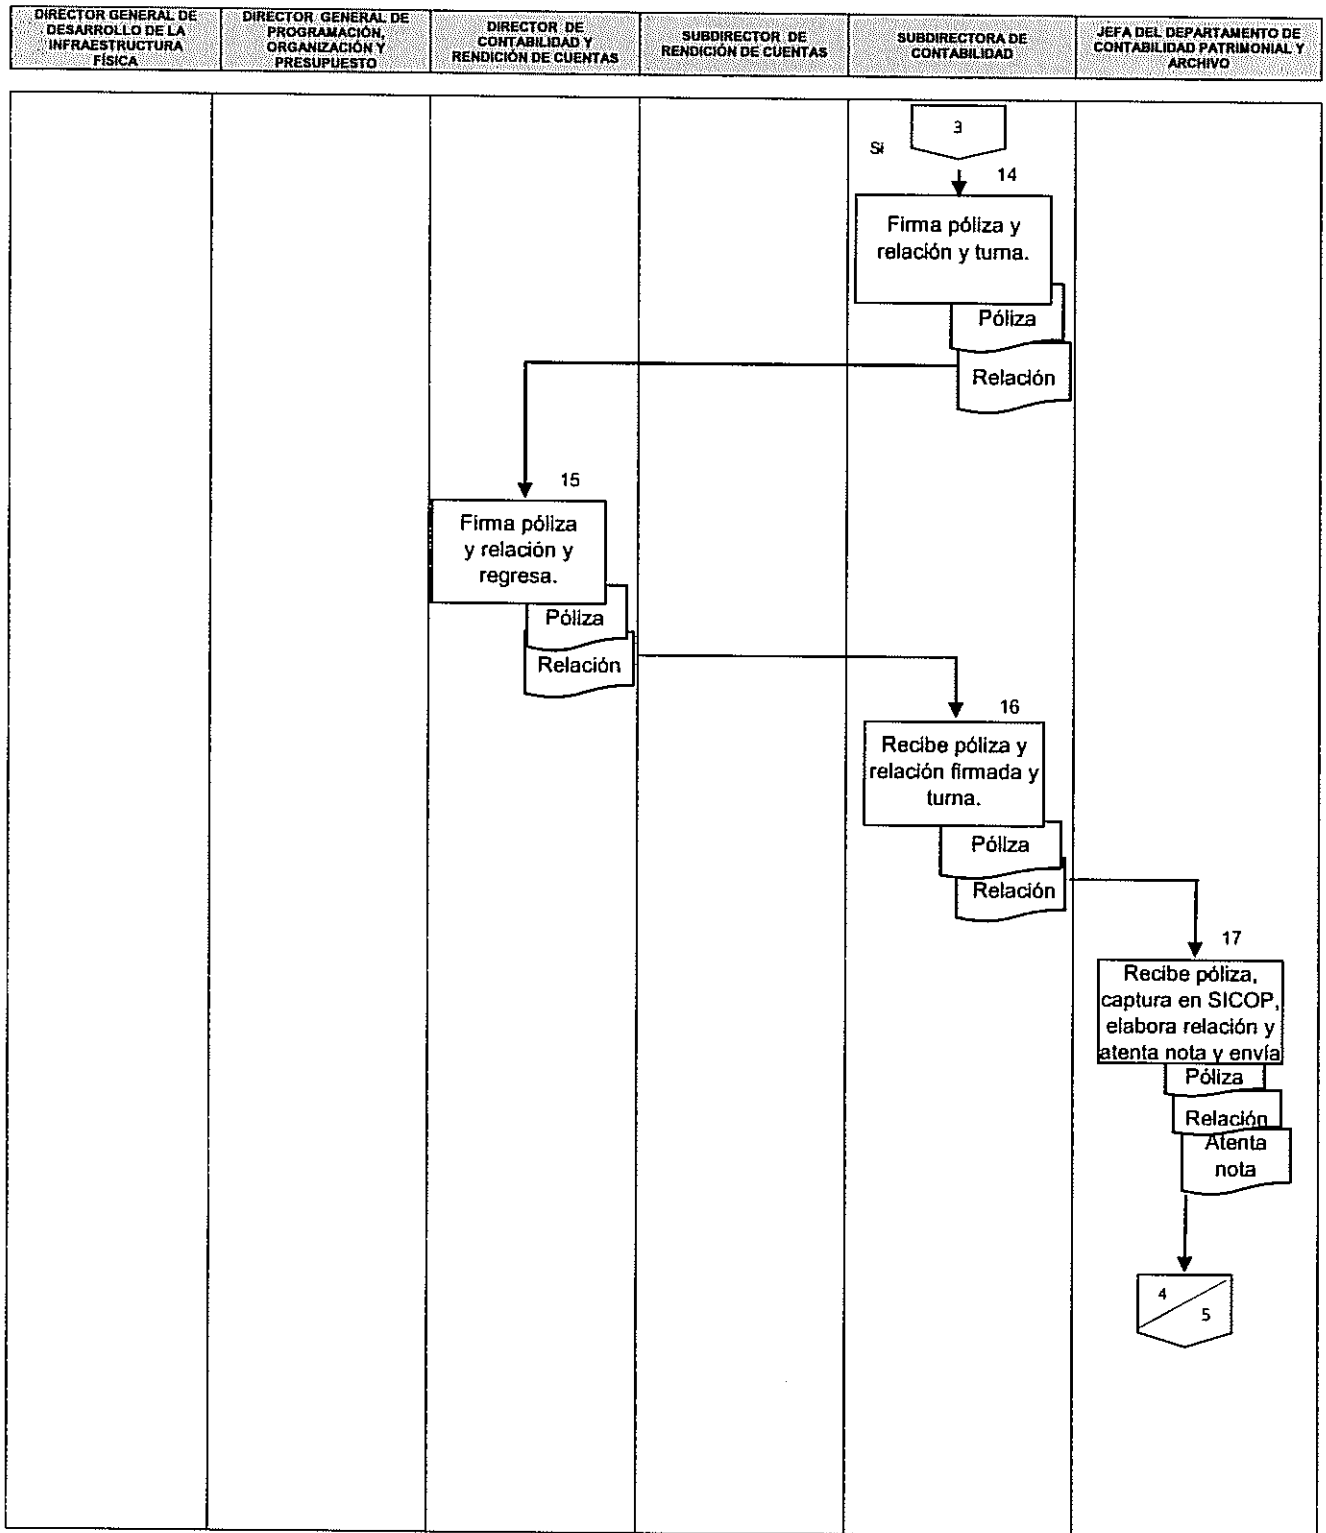 DIRECTOR GENERAL DE
DESARROLLO DE LA
INFRAESTRUCTURA
FÍSICA
DIRECTOR GENERAL DE
PROGRAMACIÓN,
ORGANIZACIÓN Y
PRESUPUESTO
DIRECTOR DE
CONTABILIDAD Y
RENDICIÓN DE CUENTAS
SUBDIRECTOR DE
RENDICIÓN DE CUENTAS
SUBDIRECTORA DE
CONTABILIDAD
JEFA DEL DEPARTAMENTO DE
CONTABILIDAD PATRIMONIAL Y
ARCHIVO
3
Si
14
Firma póliza y
relación y turna.
Póliza
Relación
15
Firma póliza
y relación y
regresa.
Póliza
Relación
16
Recibe póliza y
relación firmada y
turna.
Póliza
Relación
17
Recibe póliza,
captura en SICOP,
elabora relación y
atenta nota y envía
Póliza
Relación
Atenta
nota
4
5